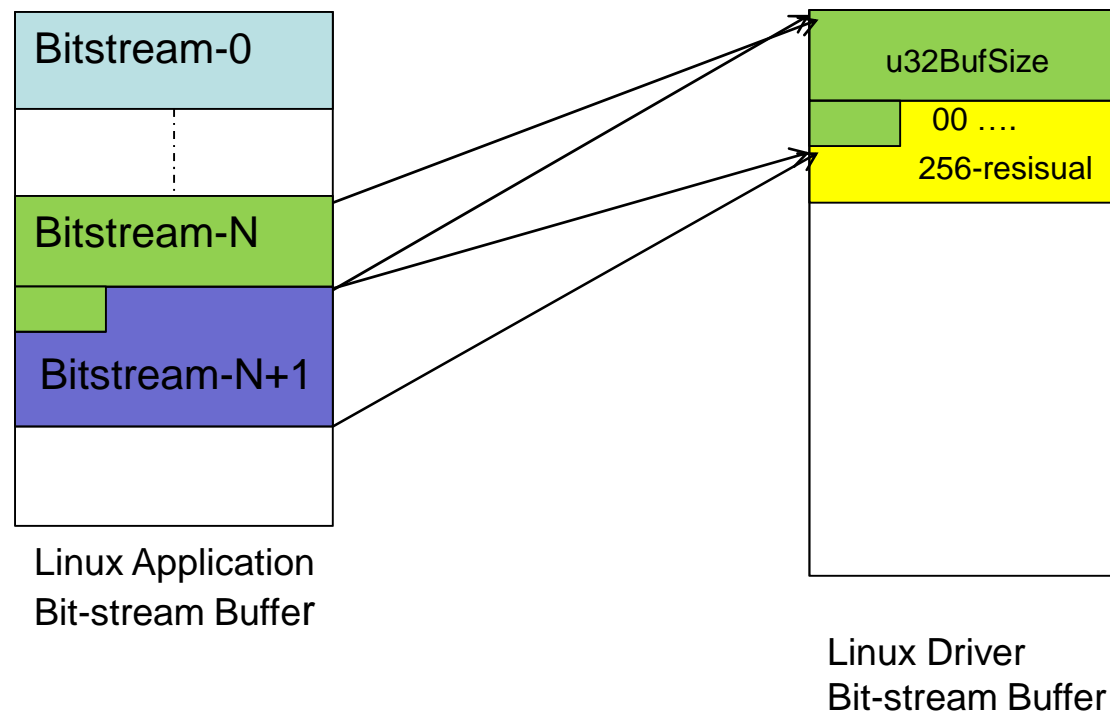 Bitstream-0
Bitstream-N
Bitstream-N+1
Linux Application
Bit-stream Buffer
u32BufSize
00 ....
256-resisual
Linux Driver
Bit-stream Buffer